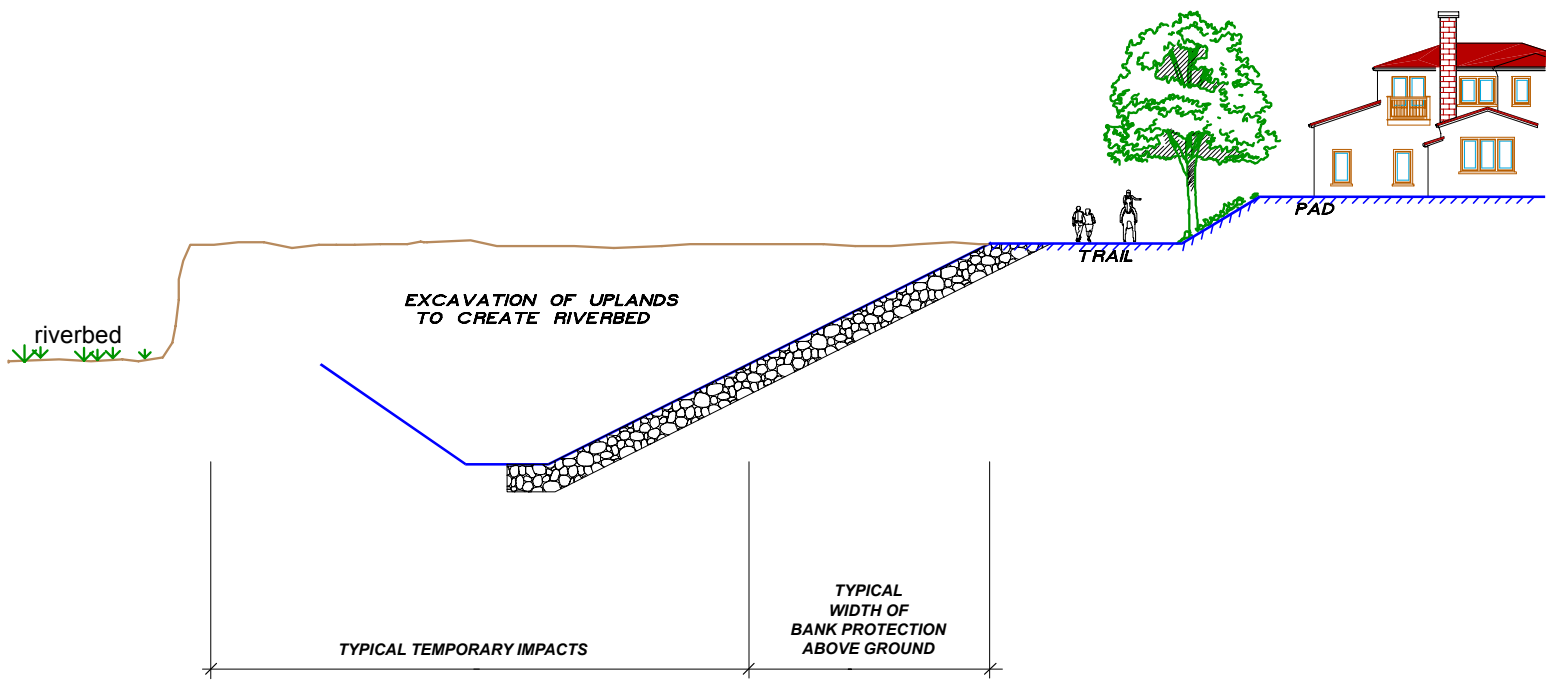 PAD
TRAIL
EXCAVATION OF UPLANDS
TO CREATE RIVERBED
riverbed
TYPICAL TEMPORARY IMPACTS
TYPICAL
WIDTH OF
BANK PROTECTION
ABOVE GROUND